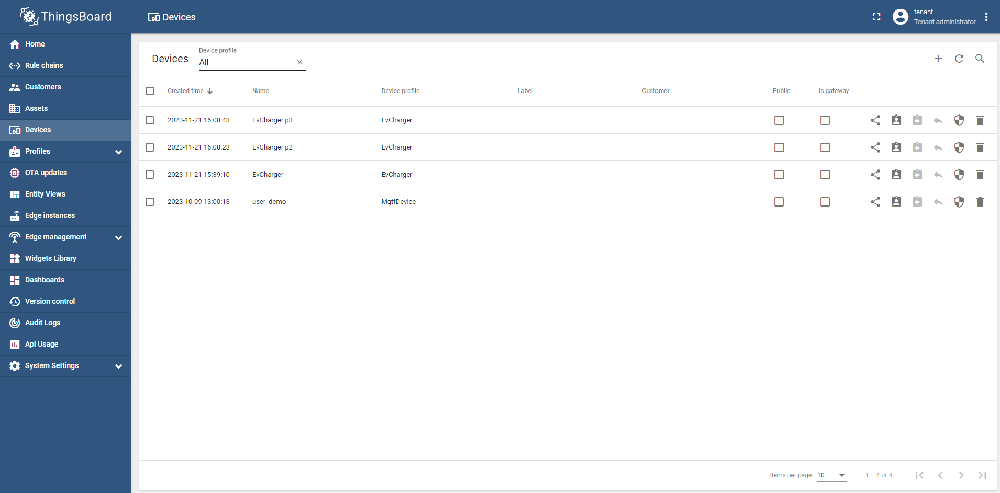 ThingsBoard
Devices
tenant
Tenant administrator
Home
Rule chains
Customers
Assets
Devices
Profiles
OTA updates
Entity Views
Edge instances
Edge management
Widgets Library
Dashboards
Version control
Audit Logs
Api Usage
System Settings
Devices
Device profile
All
Created time Name Device profile Label Customer Public Is gateway
2023-11-21 16:08:43 EvCharger p3 EvCharger
2023-11-21 16:08:23 EvCharger p2 EvCharger
2023-11-21 15:39:10 EvCharger EvCharger
2023-10-09 13:00:13 user_demo MqttDevice
Items per page: 10 1 – 4 of 4